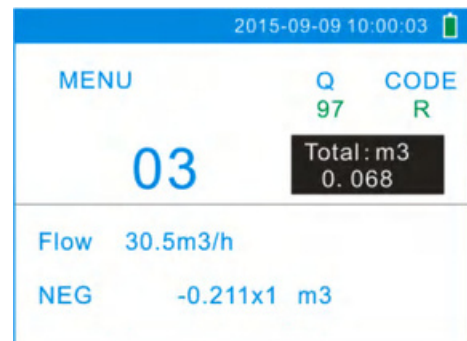 2015-09-09 10:00:03
MENU Q CODE
97 R
03
Total:m3
0.068
Flow 30.5m3/h
NEG -0.211x1 m3